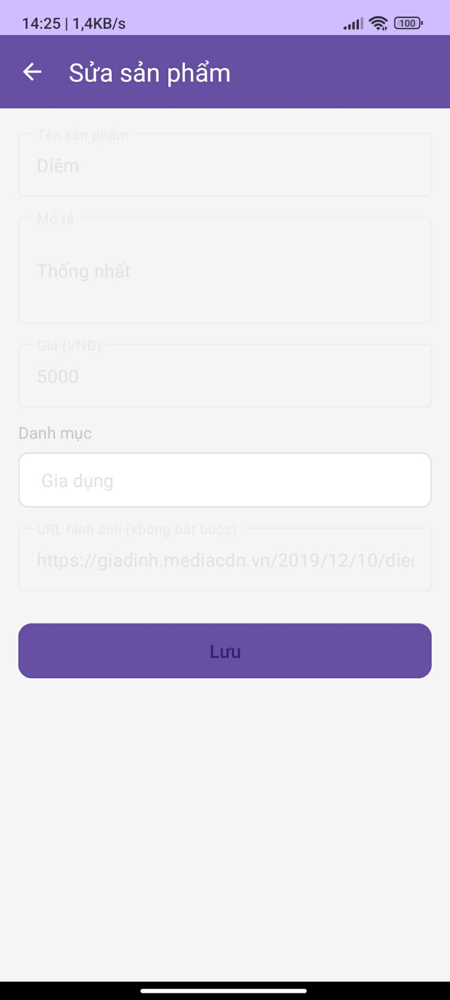 14:25 | 1,4KB/s
100
Sửa sản phẩm
Tên sản phẩm
Diêm
Mô tả
Thống nhất
Giá (VNĐ)
5000
Danh mục
Gia dụng
URL hình ảnh (không bắt buộc)
https://giadinh.mediacdn.vn/2019/12/10/die
Lưu